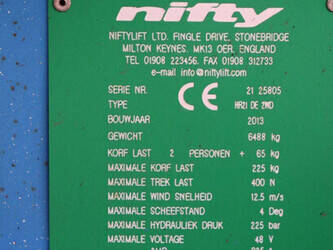 nifty
NIFTYLIFT LTD. FINGLE DRIVE, STONEBRIDGE
MILTON KEYNES, MK13 OER, ENGLAND
TEL 01908 223456, FAX 01908 312733
e-mail info@niftylift.com
SERIE NR. CE 21 25805
TYPE HR21 DE 2WD
BOUWJAAR 2013
GEWICHT 6488 kg
KORF LAST 2 PERSONEN + 65 kg
MAXIMALE KORF LAST 225 kg
MAXIMALE TREK LAST 400 N
MAXIMALE WIND SNELHEID 12.5 m/s
MAXIMALE SCHEEFSTAND 4 Deg
MAXIMALE HYDRAULIEK DRUK 225 bar
MAXIMALE VOLTAGE 48 V